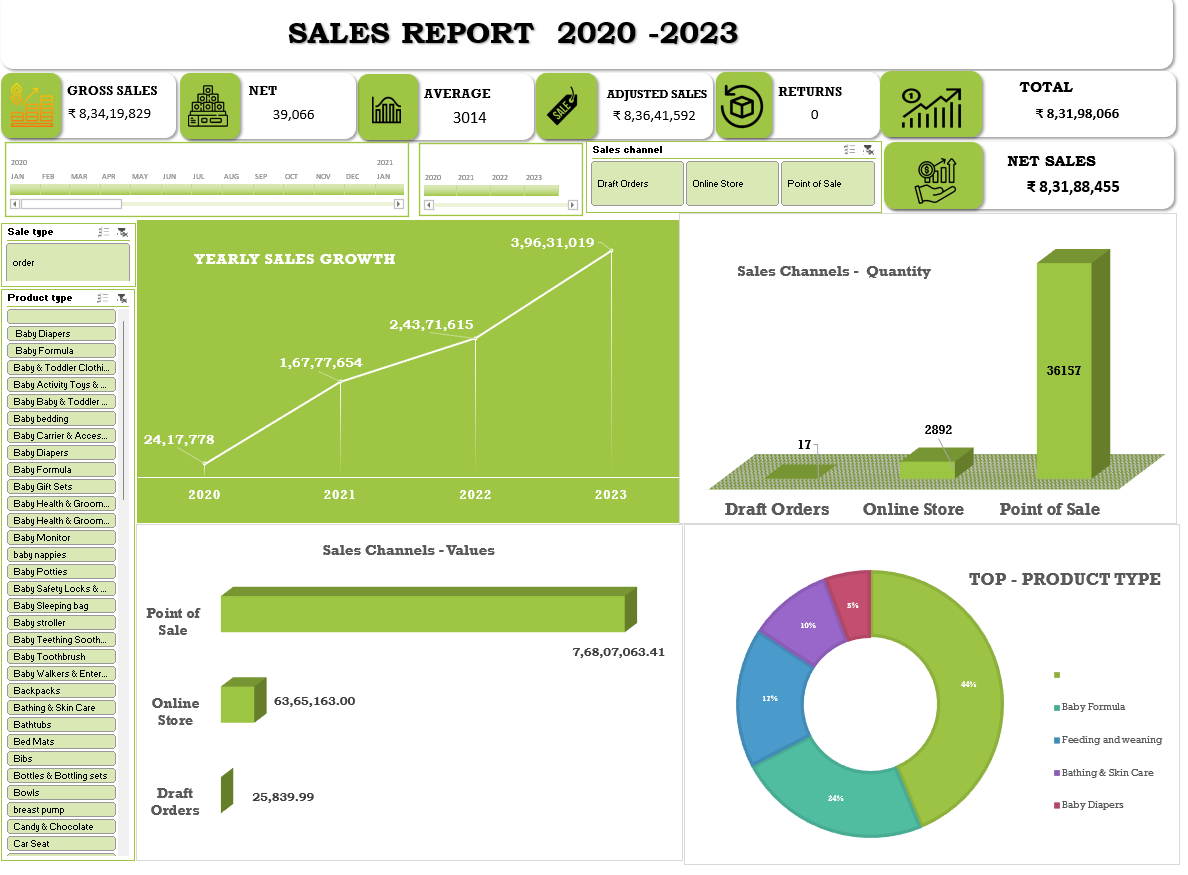 SALES REPORT 2020 -2023
GROSS SALES
₹ 8,34,19,829
NET
39,066
AVERAGE
3014
ADJUSTED SALES
₹ 8,36,41,592
RETURNS
0
TOTAL
₹ 8,31,98,066
SALE
2020 2021
JAN FEB MAR APR MAY JUN JUL AUG SEP OCT NOV DEC JAN
2020 2021 2022 2023
Sales channel
Draft Orders Online Store Point of Sale
NET SALES
₹ 8,31,88,455
Sale type
order
Product type
Baby Diapers
Baby Formula
Baby & Toddler Clothi...
Baby Activity Toys & ...
Baby Baby & Toddler ...
Baby bedding
Baby Carrier & Acces...
Baby Diapers
Baby Formula
Baby Gift Sets
Baby Health & Groom...
Baby Health & Groom...
Baby Monitor
baby nappies
Baby Potties
Baby Safety Locks & ...
Baby Sleeping bag
Baby stroller
Baby Teething Sooth...
Baby Toothbrush
Baby Walkers & Enter...
Backpacks
Bathing & Skin Care
Bathtubs
Bed Mats
Bibs
Bottles & Bottling sets
Bowls
breast pump
Candy & Chocolate
Car Seat
YEARLY SALES GROWTH
24,17,778
1,67,77,654
2,43,71,615
3,96,31,019
2020 2021 2022 2023
Sales Channels - Quantity
17
2892
36157
Draft Orders Online Store Point of Sale
Sales Channels - Values
Point of
Sale
7,68,07,063.41
Online
Store
63,65,163.00
Draft
Orders
25,839.99
TOP - PRODUCT TYPE
44%
24%
17%
10%
5%
Baby Formula
Feeding and weaning
Bathing & Skin Care
Baby Diapers